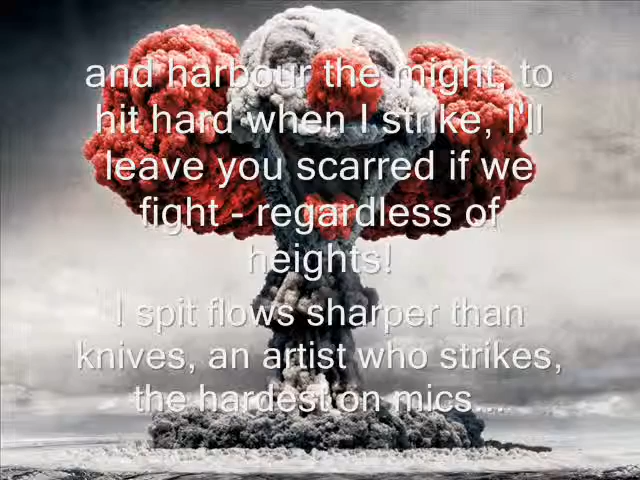 and harbour the might, to
hit hard when I strike, I'll
leave you scarred if we
fight - regardless of
heights!
I spit flows sharper than
knives, an artist who strikes,
the hardest on mics...